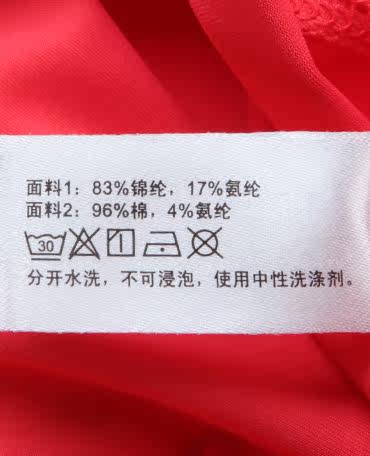 面料1：83%锦纶，17%氨纶
面料2：96%棉，4%氨纶
30
分开水洗，不可浸泡，使用中性洗涤剂。